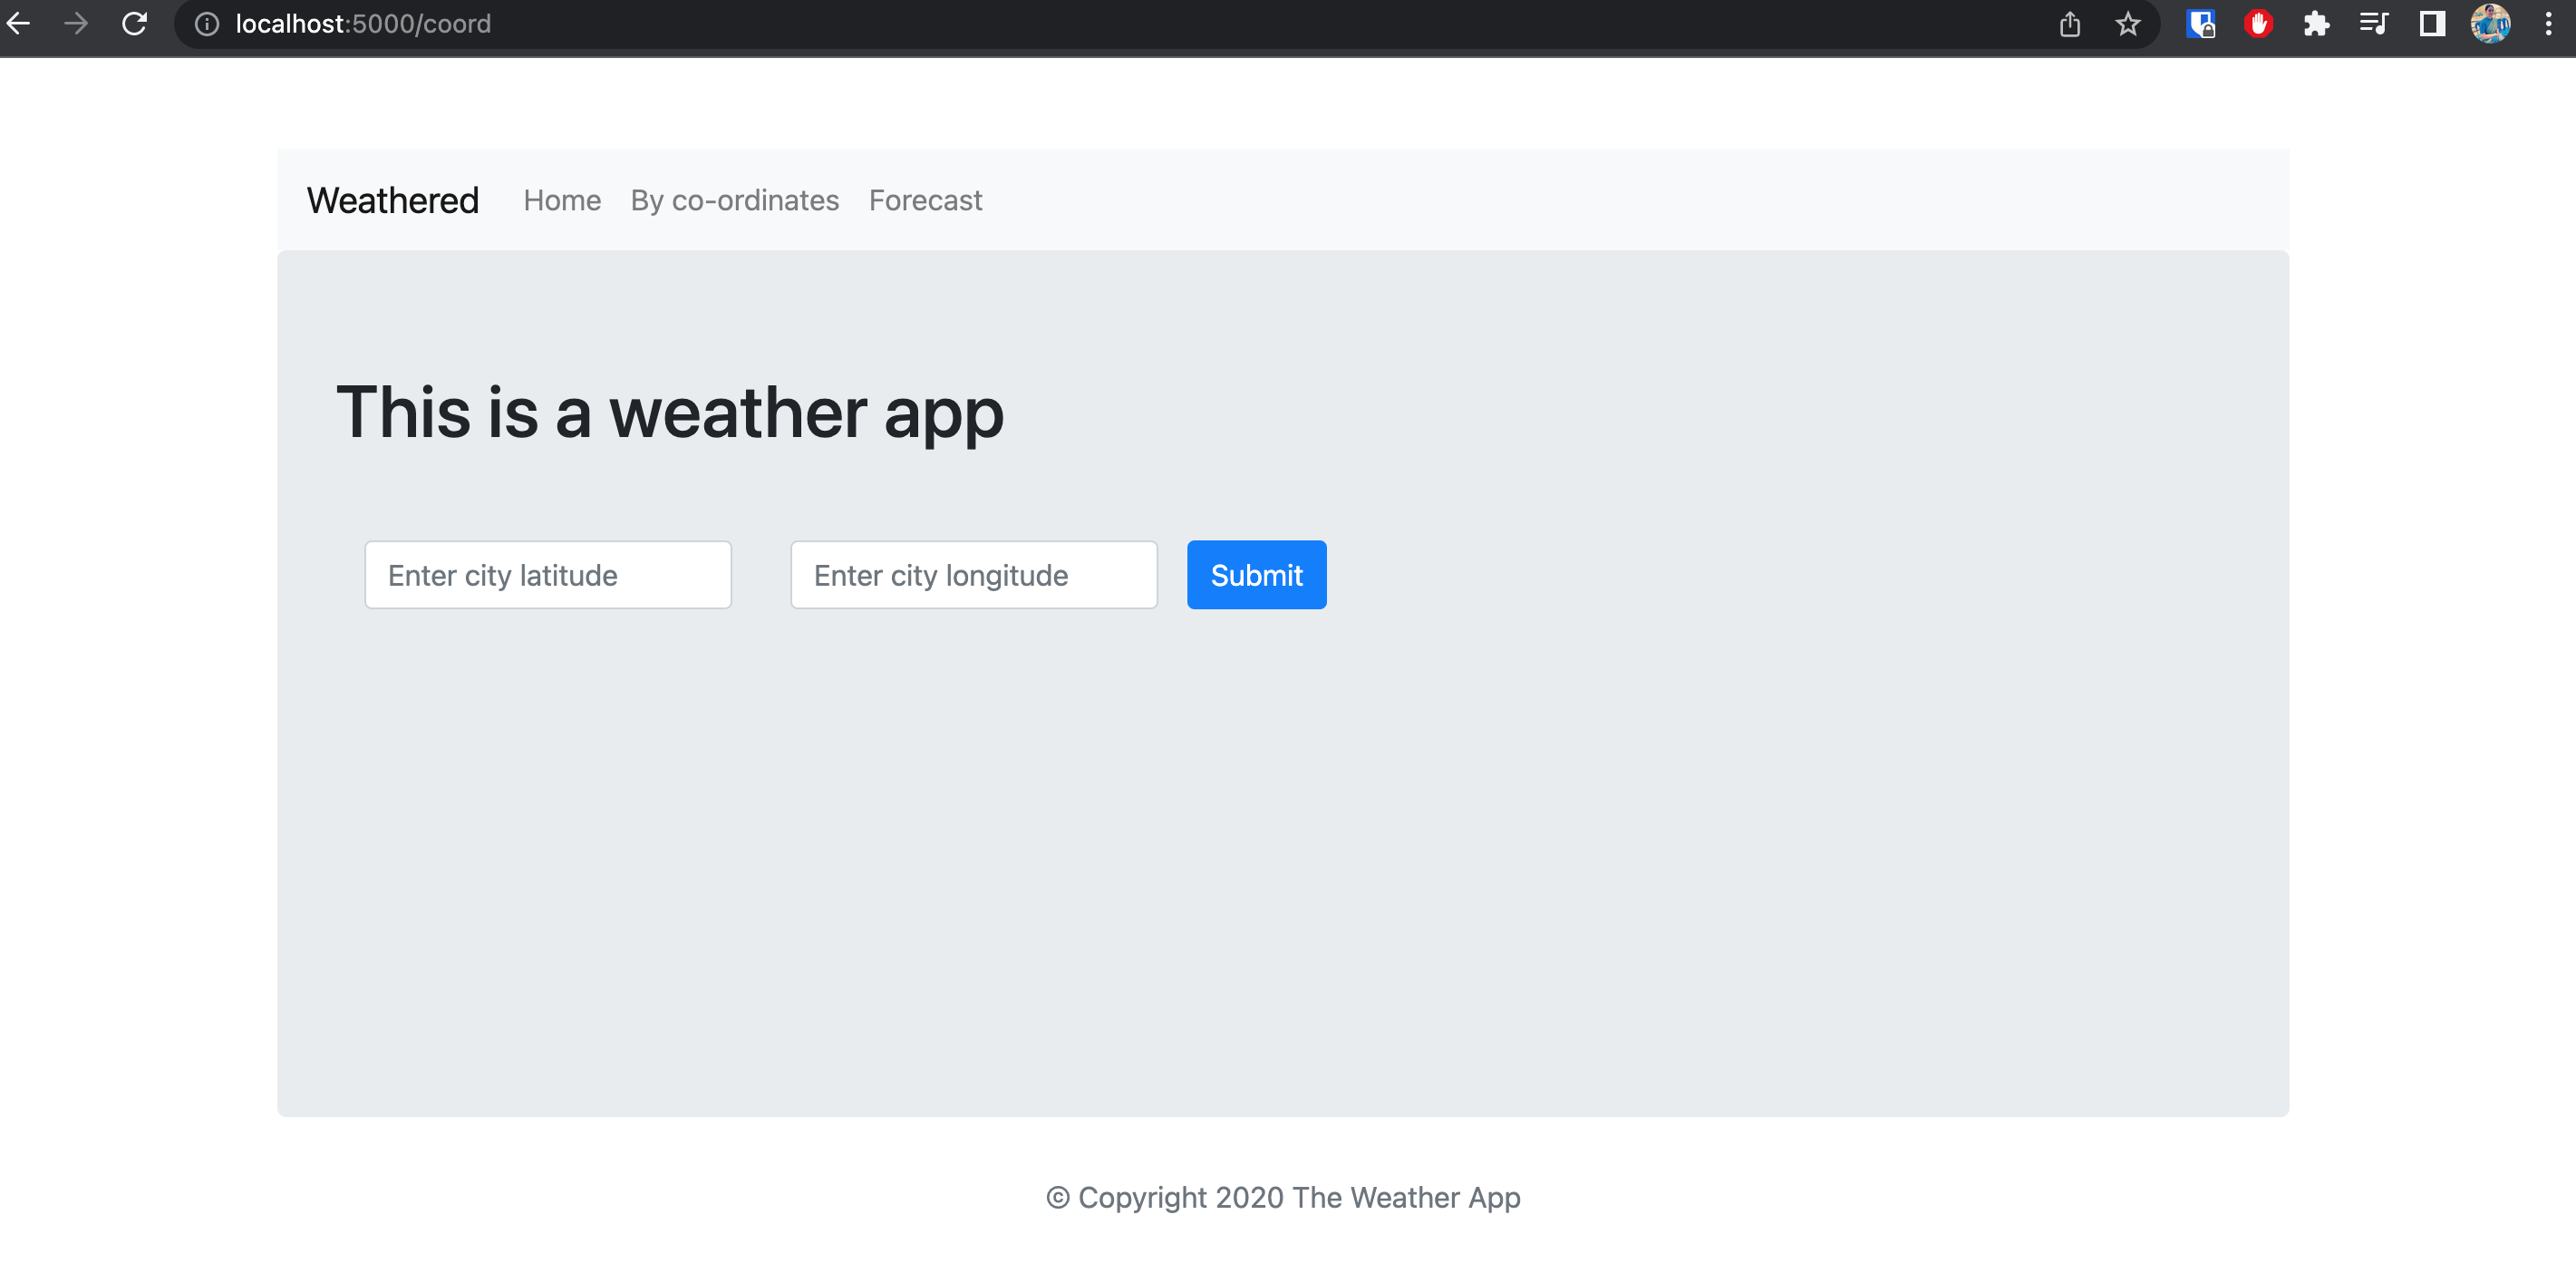 localhost:5000/coord
Weathered Home By co-ordinates Forecast
This is a weather app
Enter city latitude Enter city longitude Submit
© Copyright 2020 The Weather App